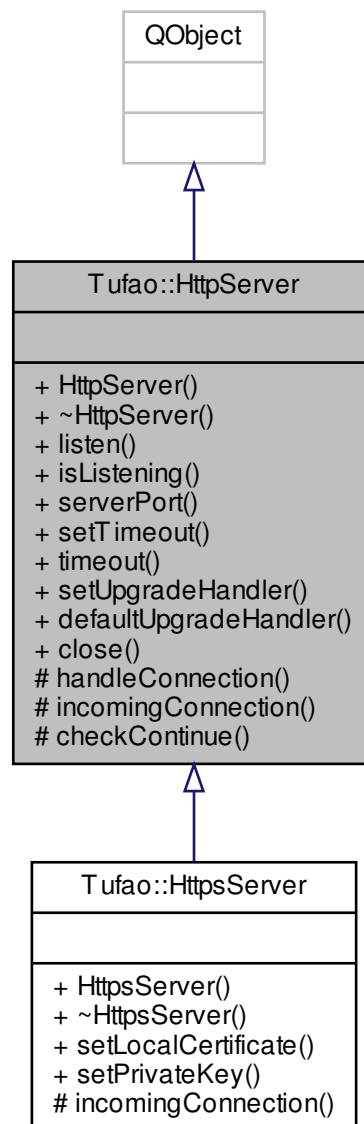 QObject
Tufao::HttpServer
+ HttpServer()
+ ~HttpServer()
+ listen()
+ isListening()
+ serverPort()
+ setTimeout()
+ timeout()
+ setUpgradeHandler()
+ defaultUpgradeHandler()
+ close()
# handleConnection()
# incomingConnection()
# checkContinue()
Tufao::HttpsServer
+ HttpsServer()
+ ~HttpsServer()
+ setLocalCertificate()
+ setPrivateKey()
# incomingConnection()